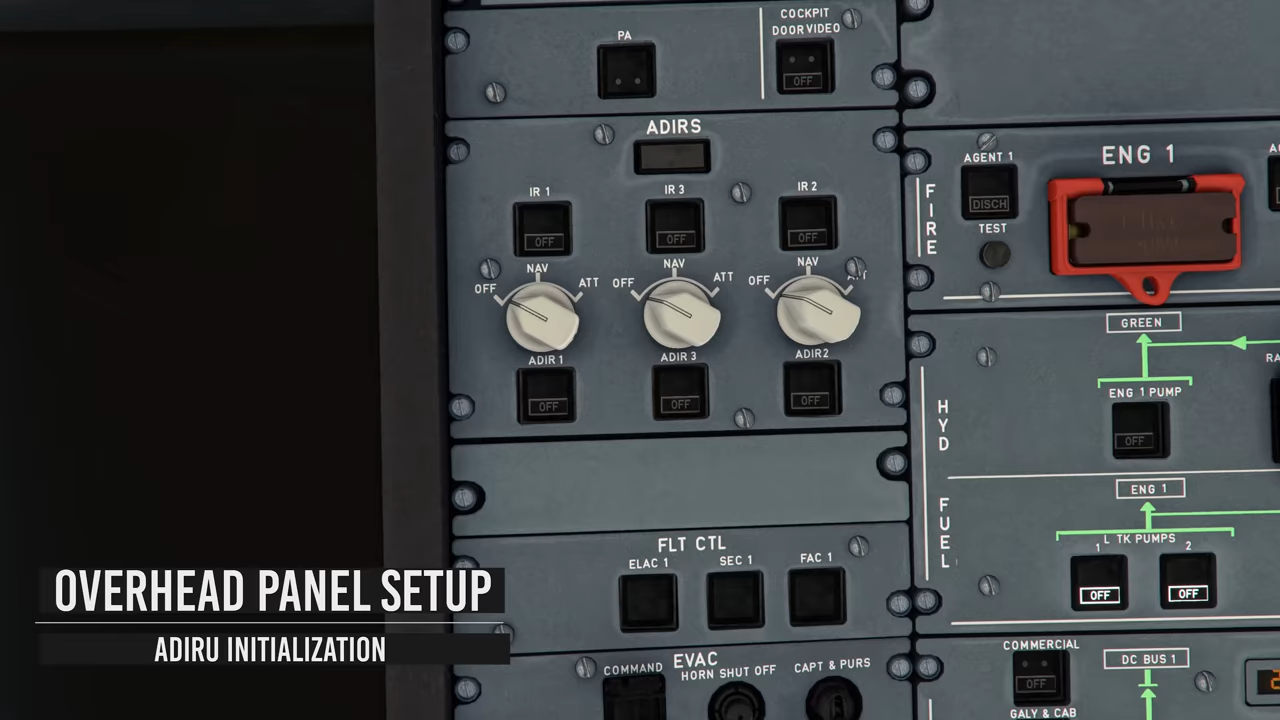 PA
COCKPIT
DOOR VIDEO
OFF
ADIRS
IR 1
IR 3
IR 2
OFF
OFF
OFF
OFF NAV ATT
OFF NAV ATT
OFF NAV ATT
ADIR 1
ADIR 3
ADIR 2
OFF
OFF
OFF
FLT CTL
ELAC 1
SEC 1
FAC 1
EVAC
COMMAND
HORN SHUT OFF
CAPT & PURS
FIRE
AGENT 1
DISCH
TEST
ENG 1
HYD
GREEN
ENG 1 PUMP
OFF
FUEL
ENG 1
L TK PUMPS
1
2
OFF
OFF
COMMERCIAL
OFF
GALY & CAB
DC BUS 1
OVERHEAD PANEL SETUP
ADIRU INITIALIZATION